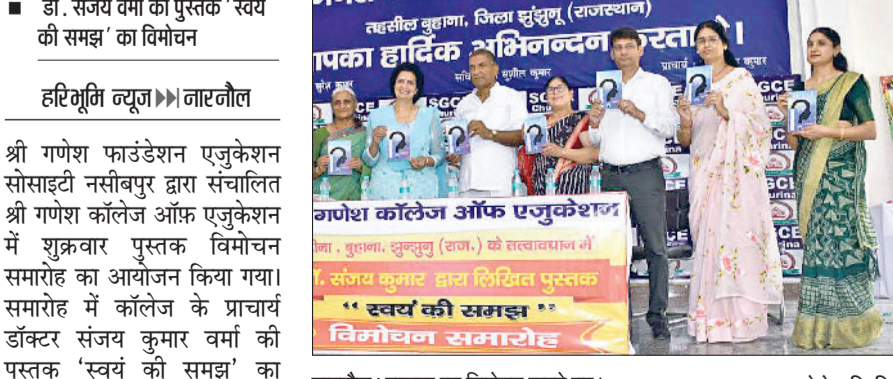 ■ डॉ. संजय वर्मा की पुस्तक 'स्वयं
की समझ' का विमोचन
हरिभूमि न्यूज ▶▶ नारनौल
श्री गणेश फाउंडेशन एजुकेशन
सोसाइटी नसीबपुर द्वारा संचालित
श्री गणेश कॉलेज ऑफ़ एजुकेशन
में शुक्रवार पुस्तक विमोचन
समारोह का आयोजन किया गया।
समारोह में कॉलेज के प्राचार्य
डॉक्टर संजय कुमार वर्मा की
पुस्तक 'स्वयं की समझ' का
तहसील बुहाना, जिला झुंझुनू (राजस्थान)
पका हार्दिक अभिनन्दन करता है।
सुनील कुमार
प्राचार्य
कुमार
SGCE
गणेश कॉलेज ऑफ एजुकेशन
बुहाना, झुन्झुनू (राज.) के तत्वावधान में
डॉ. संजय कुमार द्वारा लिखित पुस्तक
“ स्वयं की समझ ”
विमोचन समारोह